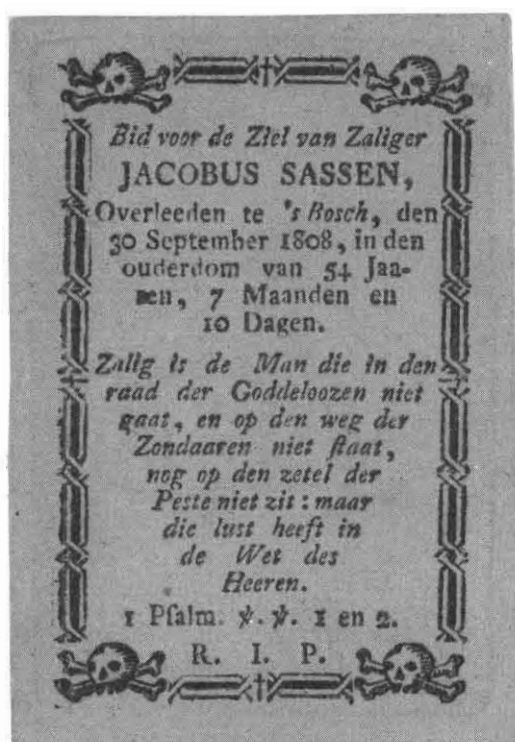 Bid voor de Ziel van Zaliger
JACOBUS SASSEN,
Overleeden te 's Bosch, den
30 September 1808, in den
ouderdom van 54 Jaa-
ren, 7 Maanden en
10 Dagen.
Zalig is de Man die in den
raad der Goddeloozen niet
gaat, en op den weg der
Zondaaren niet ſtaat,
nog op den zetel der
Peste niet zit: maar
die lust heeft in
de Wet des
Heeren.
1 Pſalm. ℣. ℣. 1 en 2.
R. I. P.